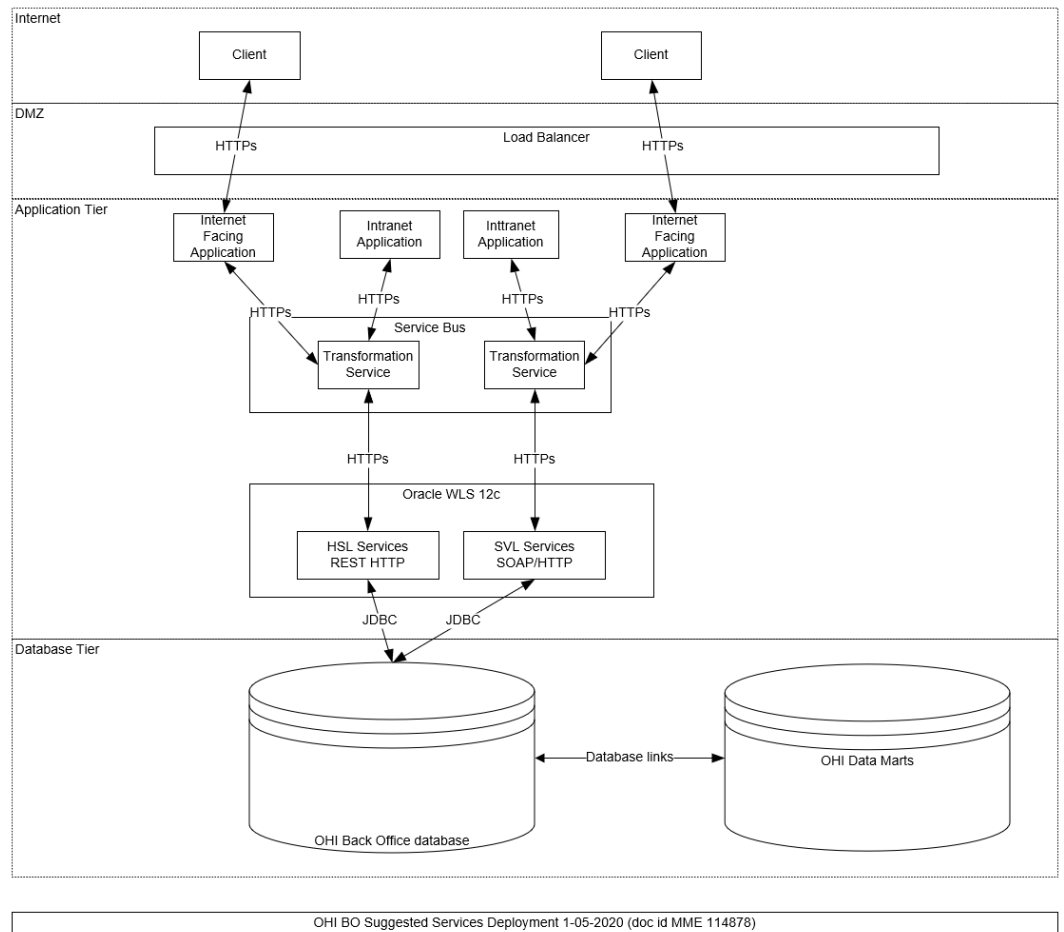 Internet
Client
Client
DMZ
Load Balancer
HTTPs
HTTPs
Application Tier
Internet
Facing
Application
Intranet
Application
Inttranet
Application
Internet
Facing
Application
HTTPs
HTTPs
HTTPs
HTTPs
Service Bus
Transformation
Service
Transformation
Service
HTTPs
HTTPs
Oracle WLS 12c
HSL Services
REST HTTP
SVL Services
SOAP/HTTP
JDBC
JDBC
Database Tier
Database links
OHI Data Marts
OHI Back Office database
OHI BO Suggested Services Deployment 1-05-2020 (doc id MME 114878)